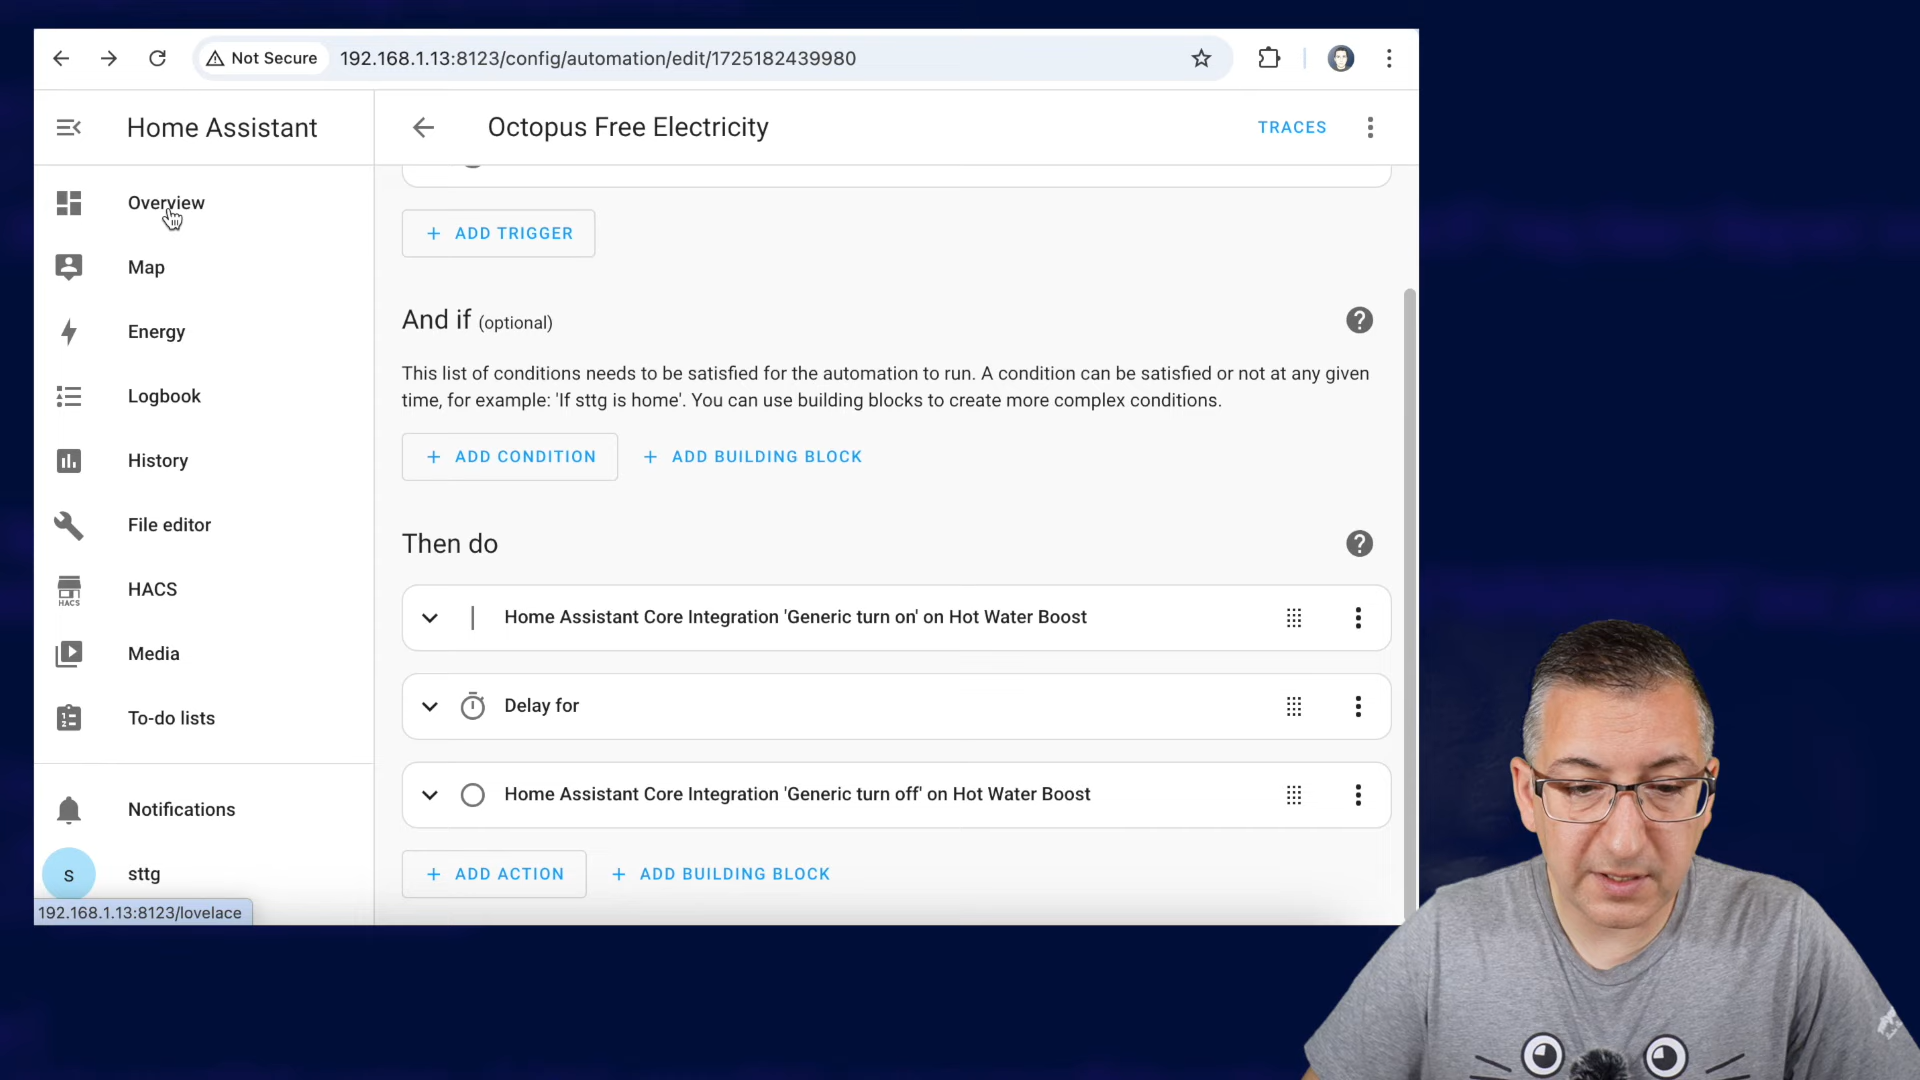 Not Secure
192.168.1.13:8123/config/automation/edit/1725182439980
Home Assistant
Octopus Free Electricity
TRACES
Overview
Map
Energy
Logbook
History
File editor
HACS
HACS
Media
To-do lists
Notifications
S
sttg
192.168.1.13:8123/lovelace
+ ADD TRIGGER
And if (optional)
This list of conditions needs to be satisfied for the automation to run. A condition can be satisfied or not at any given
time, for example: 'If sttg is home'. You can use building blocks to create more complex conditions.
+ ADD CONDITION
+ ADD BUILDING BLOCK
Then do
Home Assistant Core Integration 'Generic turn on' on Hot Water Boost
Delay for
Home Assistant Core Integration 'Generic turn off' on Hot Water Boost
+ ADD ACTION
+ ADD BUILDING BLOCK